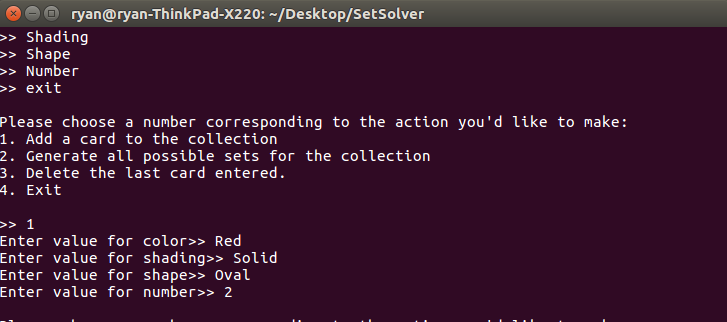 ryan@ryan-ThinkPad-X220: ~/Desktop/SetSolver
>> Shading
>> Shape
>> Number
>> exit
Please choose a number corresponding to the action you'd like to make:
1. Add a card to the collection
2. Generate all possible sets for the collection
3. Delete the last card entered.
4. Exit
>> 1
Enter value for color>> Red
Enter value for shading>> Solid
Enter value for shape>> Oval
Enter value for number>> 2